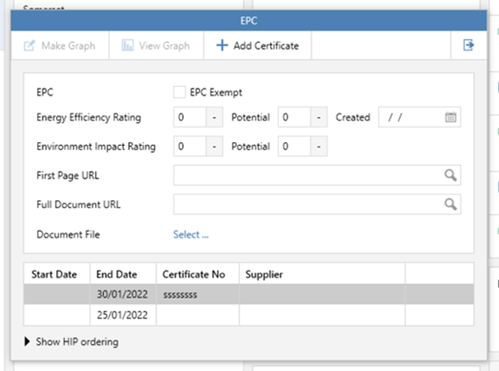 Somerset
EPC
Make Graph View Graph + Add Certificate
EPC EPC Exempt
Energy Efficiency Rating 0 - Potential 0 - Created / /
Environment Impact Rating 0 - Potential 0 -
First Page URL
Full Document URL
Document File Select ...
Start Date End Date Certificate No Supplier
30/01/2022 ssssssss
25/01/2022
Show HIP ordering